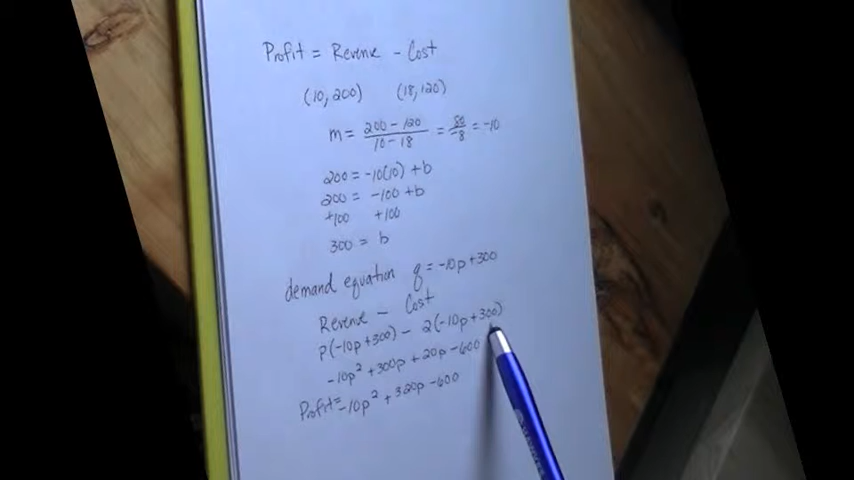 Profit = Revenue - Cost
(10, 200) (18, 120)
m = 200 - 120 / 10 - 18 = 80 / -8 = -10
200 = -10(10) + b
200 = -100 + b
+100 +100
300 = b
demand equation q = -10p + 300
Revenue - Cost
p(-10p + 300) - 2(-10p + 300)
-10p² + 300p + 20p - 600
Profit = -10p² + 320p - 600